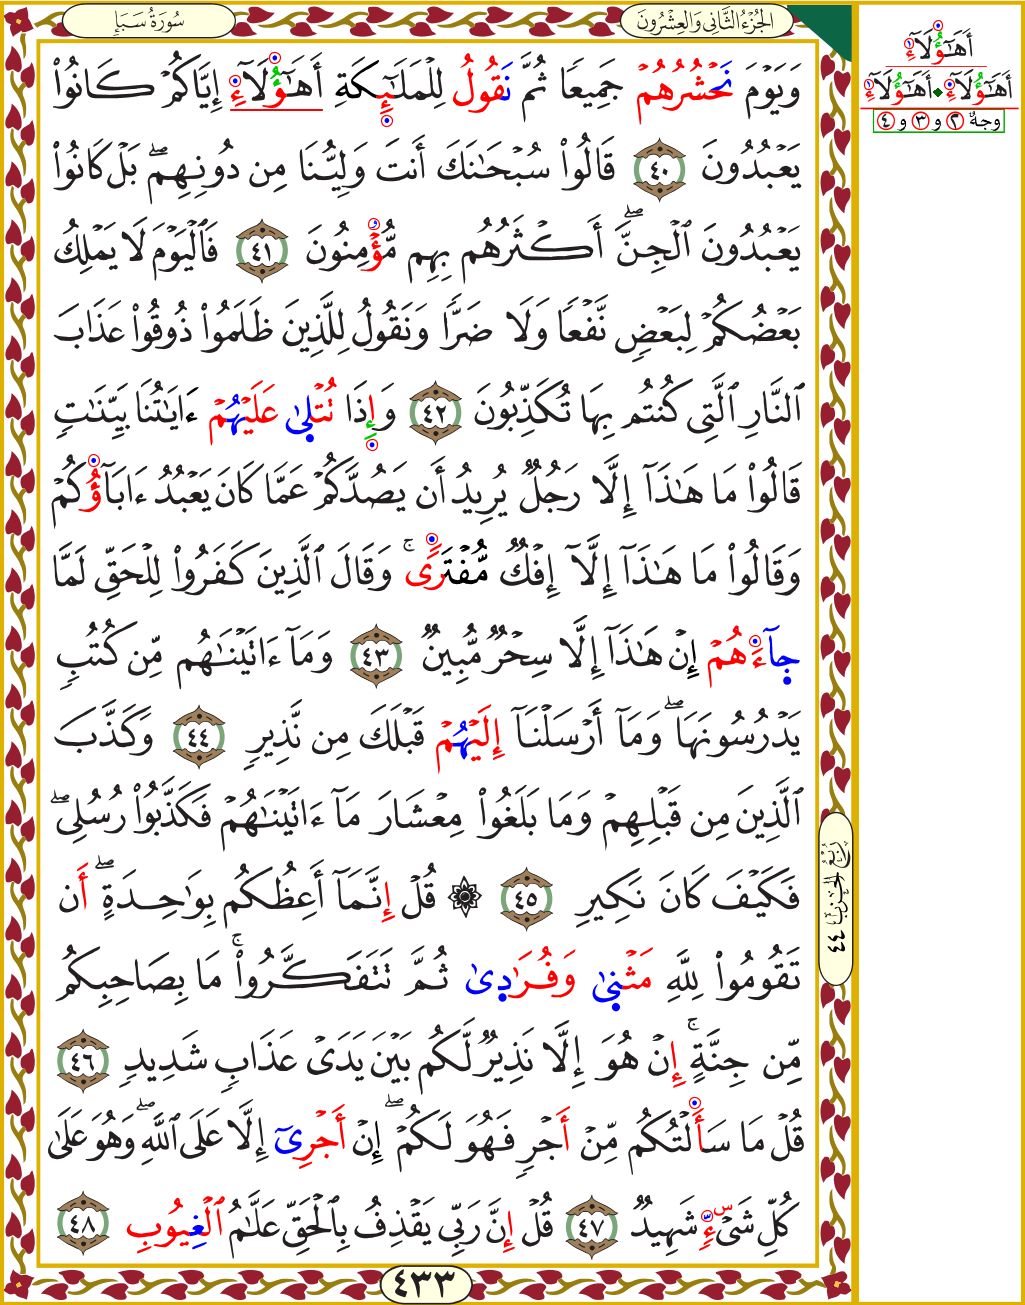 الجُزْءُ الثَّانِي وَالعِشْرُونَ
سُورَةُ سَبَإٍ
وَيَوْمَ نَحْشُرُهُمْ جَمِيعًا ثُمَّ نَقُولُ لِلْمَلَـٰٓئِكَةِ أَهَـٰٓؤُلَآءِ إِيَّاكُمْ كَانُوا۟
يَعْبُدُونَ ٤٠ قَالُوا۟ سُبْحَـٰنَكَ أَنتَ وَلِيُّنَا مِن دُونِهِمۖ بَلْ كَانُوا۟
يَعْبُدُونَ ٱلْجِنَّۖ أَكْثَرُهُم بِهِم مُّؤْمِنُونَ ٤١ فَٱلْيَوْمَ لَا يَمْلِكُ
بَعْضُكُمْ لِبَعْضٍ نَّفْعًا وَلَا ضَرًّا وَنَقُولُ لِلَّذِينَ ظَلَمُوا۟ ذُوقُوا۟ عَذَابَ
ٱلنَّارِ ٱلَّتِى كُنتُم بِهَا تُكَذِّبُونَ ٤٢ وَإِذَا تُتْلَىٰ عَلَيْهُمْ ءَايَـٰتُنَا بَيِّنَـٰتٍ
قَالُوا۟ مَا هَـٰذَآ إِلَّا رَجُلٌ يُرِيدُ أَن يَصُدَّكُمْ عَمَّا كَانَ يَعْبُدُ ءَابَآؤُكُمْ
وَقَالُوا۟ مَا هَـٰذَآ إِلَّآ إِفْكٌ مُّفْتَرًىۚ وَقَالَ ٱلَّذِينَ كَفَرُوا۟ لِلْحَقِّ لَمَّا
جَآءَهُمْ إِنْ هَـٰذَآ إِلَّا سِحْرٌ مُّبِينٌ ٤٣ وَمَآ ءَاتَيْنَـٰهُم مِّن كُتُبٍ
يَدْرُسُونَهَاۖ وَمَآ أَرْسَلْنَآ إِلَيْهُمْ قَبْلَكَ مِن نَّذِيرٍ ٤٤ وَكَذَّبَ
ٱلَّذِينَ مِن قَبْلِهِمْ وَمَا بَلَغُوا۟ مِعْشَارَ مَآ ءَاتَيْنَـٰهُمْ فَكَذَّبُوا۟ رُسُلِىۖ
فَكَيْفَ كَانَ نَكِيرِ ٤٥ ۞ قُلْ إِنَّمَآ أَعِظُكُم بِوَٰحِدَةٍۖ أَن
تَقُومُوا۟ لِلَّهِ مَثْنَىٰ وَفُرَٰدَىٰ ثُمَّ تَتَفَكَّرُوا۟ۚ مَا بِصَاحِبِكُم
مِّن جِنَّةٍۚ إِنْ هُوَ إِلَّا نَذِيرٌ لَّكُم بَيْنَ يَدَىْ عَذَابٍ شَدِيدٍ ٤٦
قُلْ مَا سَأَلْتُكُم مِّنْ أَجْرٍ فَهُوَ لَكُمْۖ إِنْ أَجْرِىَ إِلَّا عَلَى ٱللَّهِۖ وَهُوَ عَلَىٰ
كُلِّ شَىْءٍ شَهِيدٌ ٤٧ قُلْ إِنَّ رَبِّى يَقْذِفُ بِٱلْحَقِّ عَلَّـٰمُ ٱلْغِيُوبِ ٤٨
٤٣٣
أَهَـٰٓؤُلَآءِ
أَهَـٰٓؤُلَآءِ ۰ أَهَـٰٓؤُلَآءِ
وجهٌ ٢ و ٣ و ٤
رُبُعُ الحِزْبِ ٤٤